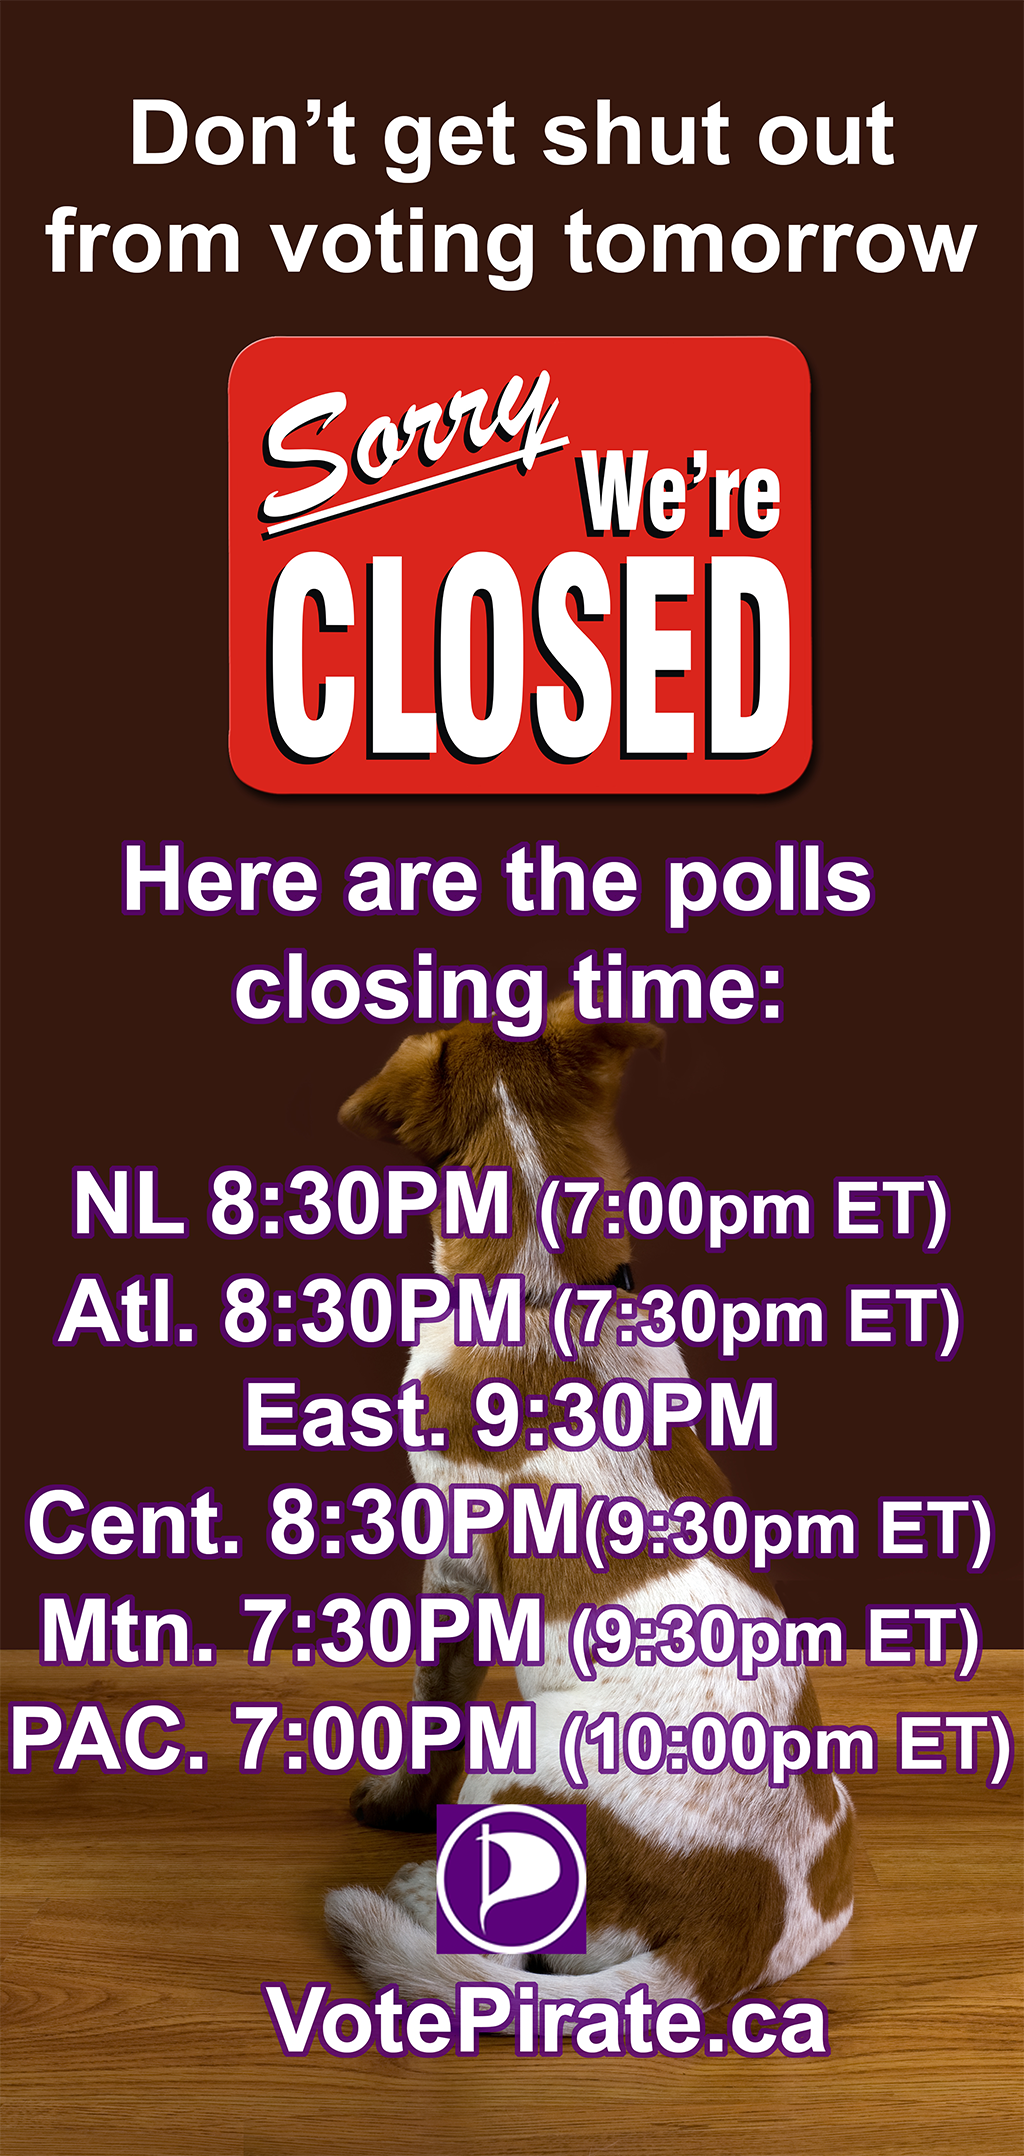 Don’t get shut out
from voting tomorrow
Sorry
We’re
CLOSED
Here are the polls
closing time:
NL 8:30PM (7:00pm ET)
Atl. 8:30PM (7:30pm ET)
East. 9:30PM
Cent. 8:30PM(9:30pm ET)
Mtn. 7:30PM (9:30pm ET)
PAC. 7:00PM (10:00pm ET)
VotePirate.ca